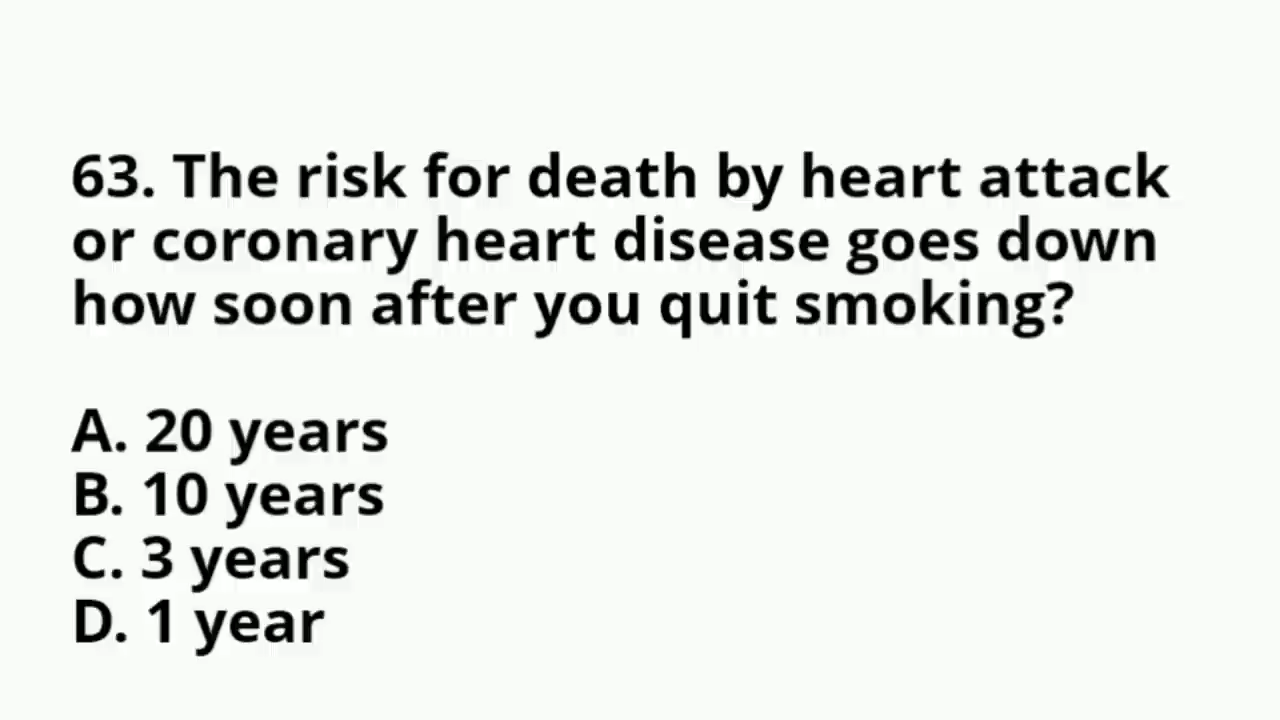 63. The risk for death by heart attack
or coronary heart disease goes down
how soon after you quit smoking?
A. 20 years
B. 10 years
C. 3 years
D. 1 year